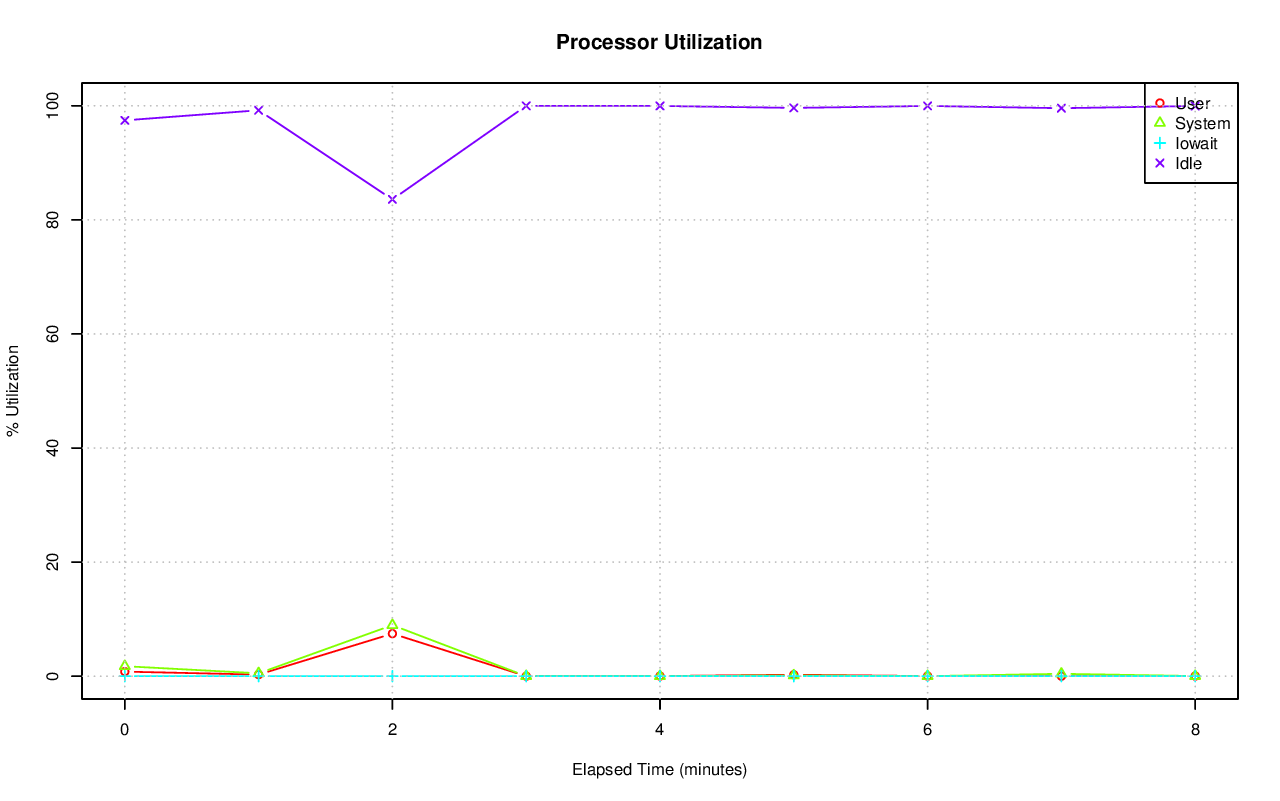 Processor Utilization
100
80
60
40
20
0
% Utilization
User
System
Iowait
Idle
0 2 4 6 8
Elapsed Time (minutes)